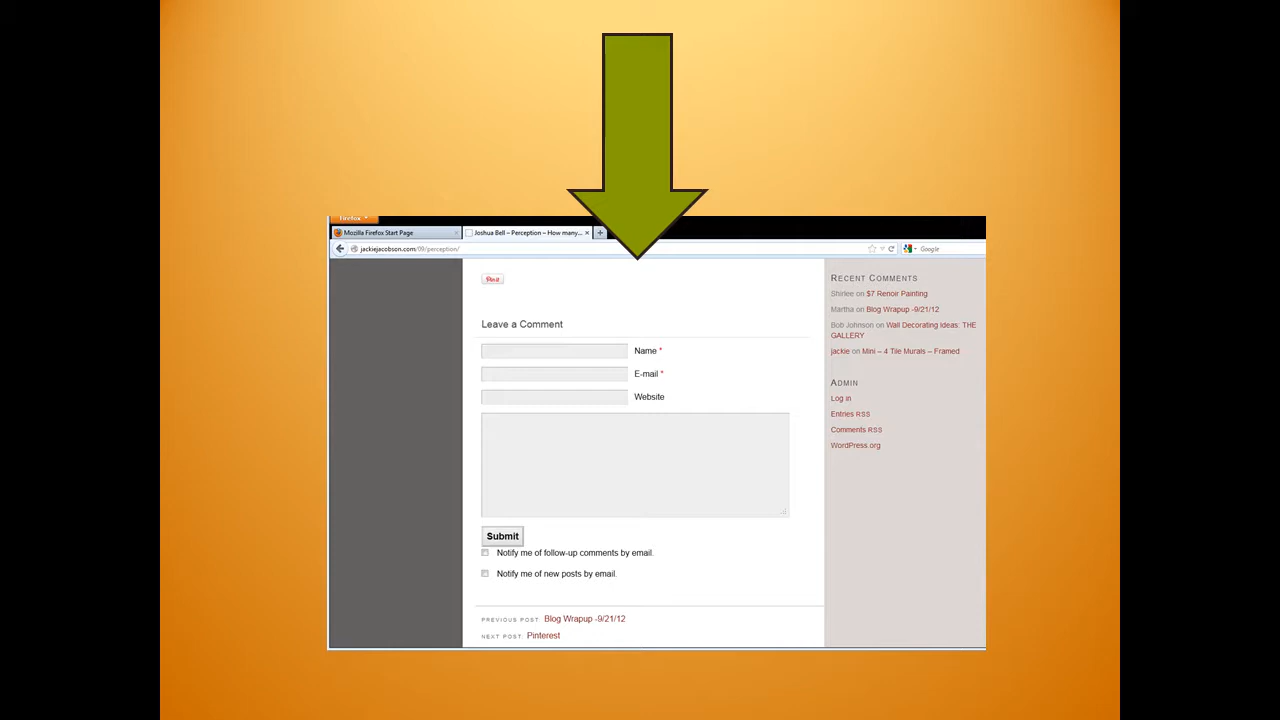 Firefox
Mozilla Firefox Start Page
Joshua Bell – Perception – How many...
jackiejacobson.com/09/perception/
Google
Pin it
Leave a Comment
Name *
E-mail *
Website
Submit
Notify me of follow-up comments by email.
Notify me of new posts by email.
PREVIOUS POST: Blog Wrapup -9/21/12
NEXT POST: Pinterest
RECENT COMMENTS
Shirlee on $7 Renoir Painting
Martha on Blog Wrapup -9/21/12
Bob Johnson on Wall Decorating Ideas: THE
GALLERY
jackie on Mini – 4 Tile Murals – Framed
ADMIN
Log in
Entries RSS
Comments RSS
WordPress.org